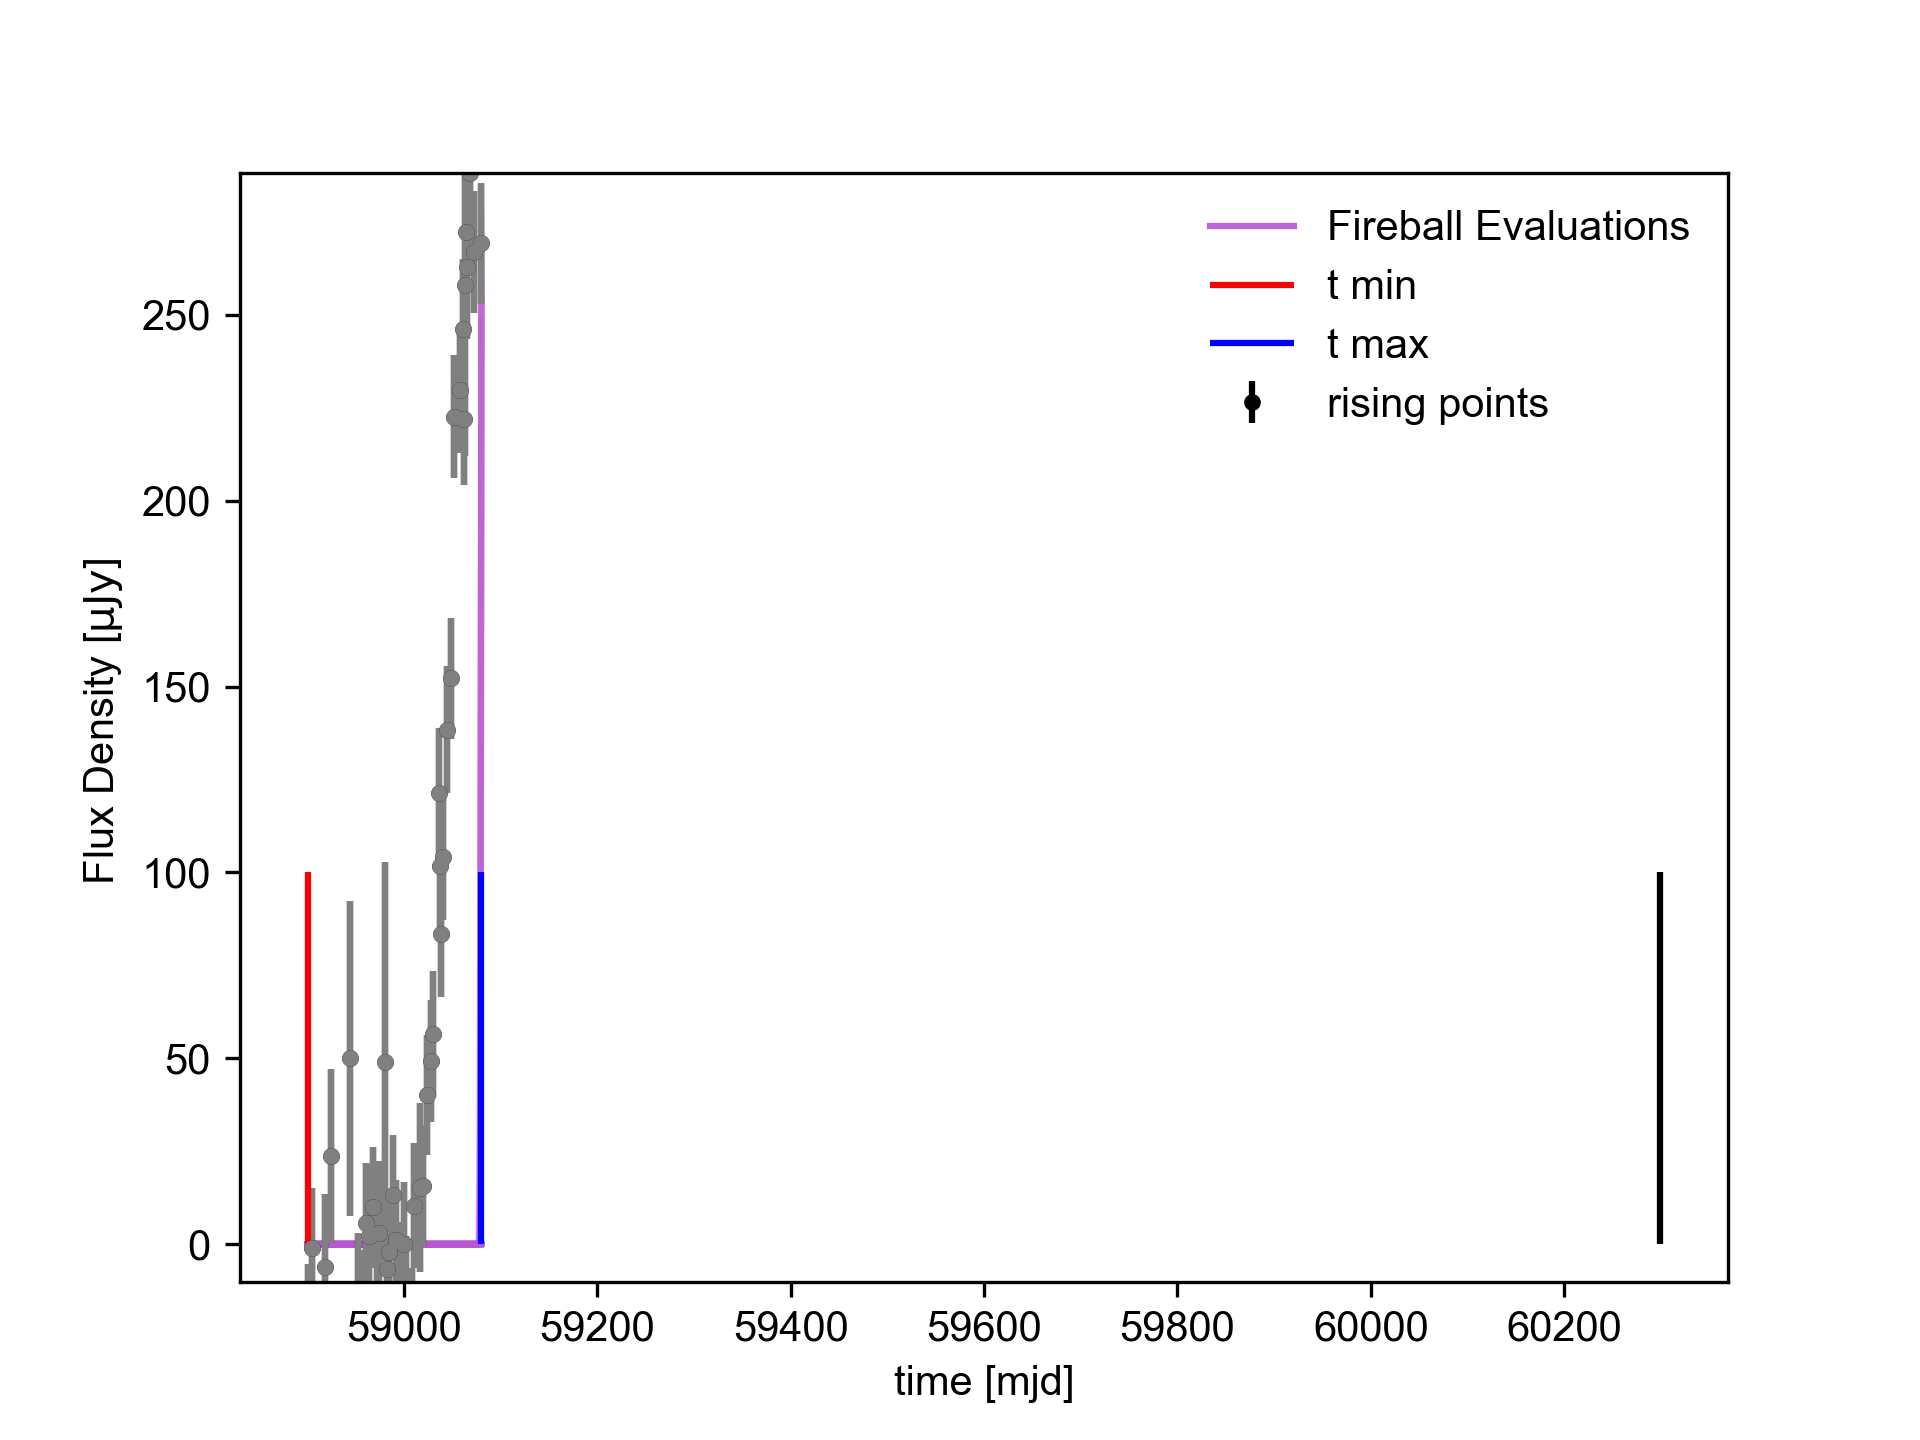 Fireball Evaluations
t min
t max
rising points
Flux Density [µJy]
250
200
150
100
50
0
59000 59200 59400 59600 59800 60000 60200
time [mjd]